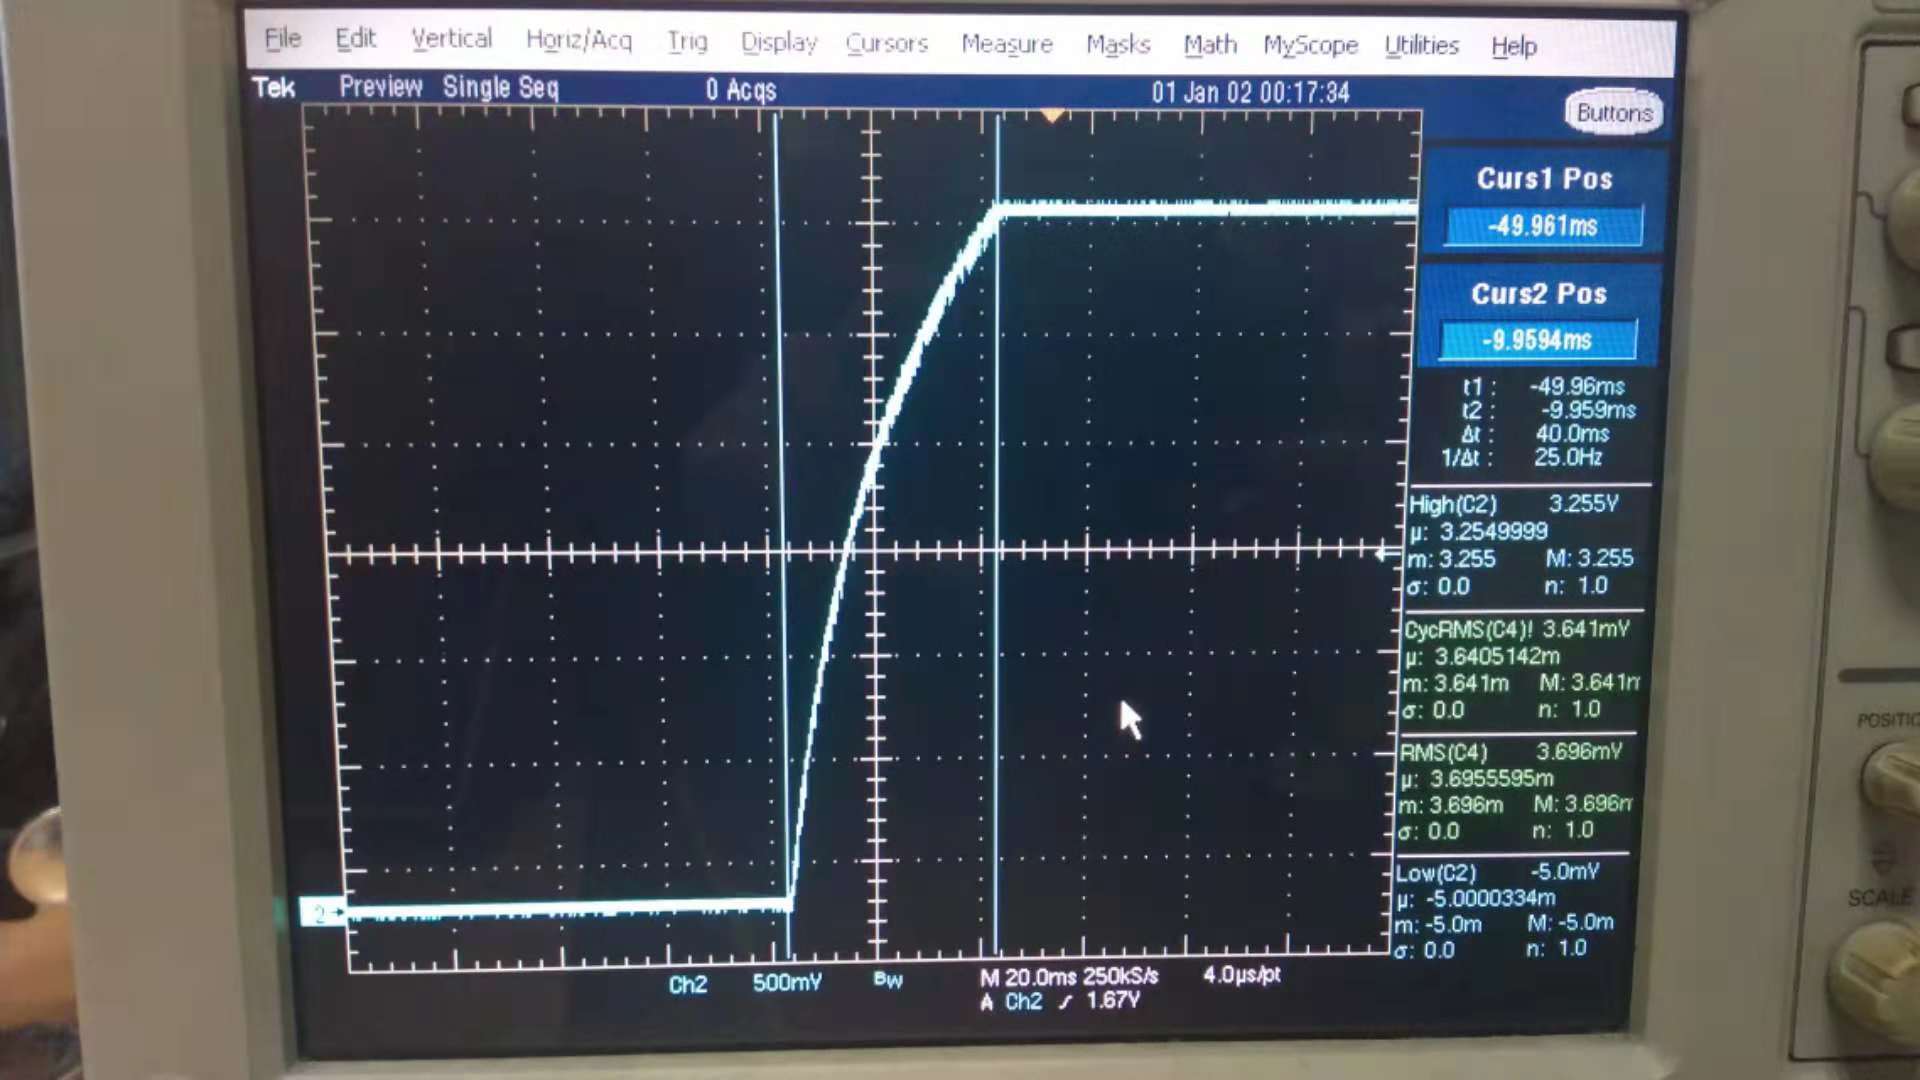 File Edit Vertical Horiz/Acq Trig Display Cursors Measure Masks Math MyScope Utilities Help
Tek Preview Single Seq 0 Acqs 01 Jan 02 00:17:34
Buttons
Curs1 Pos
-49.961ms
Curs2 Pos
-9.9594ms
t1: -49.96ms
t2: -9.959ms
Δt: 40.0ms
1/Δt: 25.0Hz
High(C2) 3.255V
μ: 3.2549999
m: 3.255 M: 3.255
σ: 0.0 n: 1.0
CycRMS(C4)! 3.641mV
μ: 3.6405142m
m: 3.641m M: 3.641m
σ: 0.0 n: 1.0
RMS(C4) 3.696mV
μ: 3.6955595m
m: 3.696m M: 3.696m
σ: 0.0 n: 1.0
Low(C2) -5.0mV
μ: -5.0000334m
m: -5.0m M: -5.0m
σ: 0.0 n: 1.0
2
Ch2 500mV Bw M 20.0ms 250kS/s 4.0μs/pt
A Ch2 ∕ 1.67V
POSITIO
SCALE